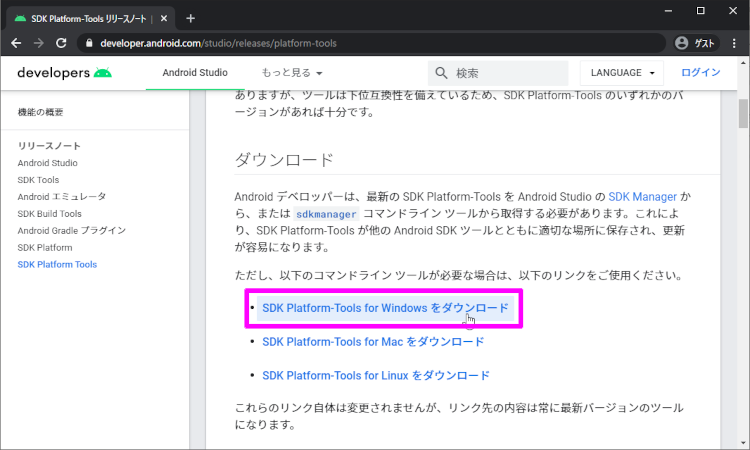 SDK Platform-Tools リリースノート |
developer.android.com/studio/releases/platform-tools
ゲスト
developers
Android Studio
もっと見る
検索
LANGUAGE
ログイン
機能の概要
リリースノート
Android Studio
SDK Tools
Android エミュレータ
SDK Build Tools
Android Gradle プラグイン
SDK Platform
SDK Platform Tools
ありますが、ツールは下位互換性を備えているため、SDK Platform-Tools のいずれかのバ
ージョンがあれば十分です。
ダウンロード
Android デベロッパーは、最新の SDK Platform-Tools を Android Studio の SDK Manager か
ら、または sdkmanager コマンドライン ツールから取得する必要があります。これによ
り、SDK Platform-Tools が他の Android SDK ツールとともに適切な場所に保存され、更新
が容易になります。
ただし、以下のコマンドライン ツールが必要な場合は、以下のリンクをご使用ください。
• SDK Platform-Tools for Windows をダウンロード
• SDK Platform-Tools for Mac をダウンロード
• SDK Platform-Tools for Linux をダウンロード
これらのリンク自体は変更されませんが、リンク先の内容は常に最新バージョンのツール
になります。